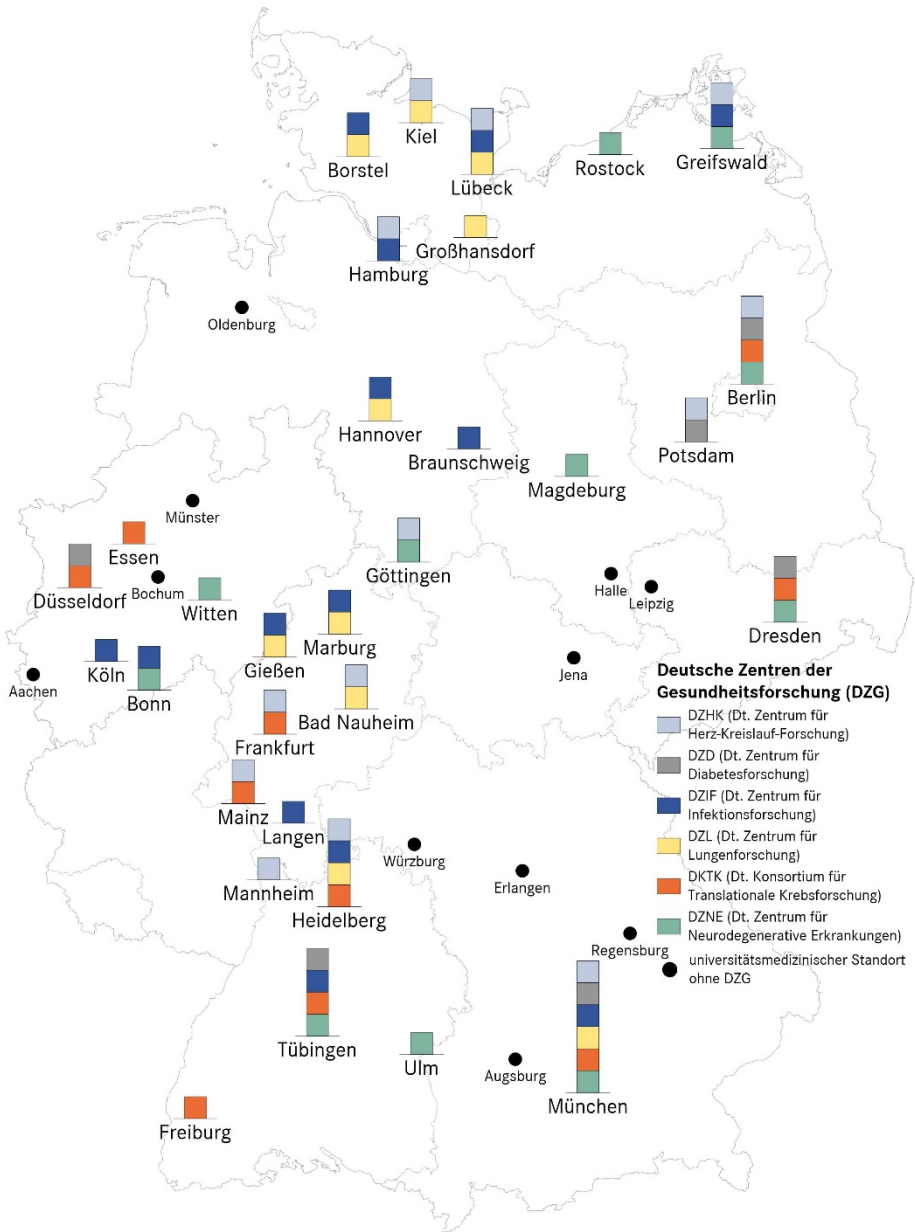 Kiel
Borstel
Lübeck
Rostock
Greifswald
Großhansdorf
Hamburg
Oldenburg
Berlin
Hannover
Braunschweig
Potsdam
Magdeburg
Münster
Essen
Göttingen
Düsseldorf
Bochum
Witten
Halle
Leipzig
Dresden
Marburg
Gießen
Köln
Bonn
Aachen
Jena
Bad Nauheim
Frankfurt
Deutsche Zentren der
Gesundheitsforschung (DZG)
DZHK (Dt. Zentrum für
Herz-Kreislauf-Forschung)
DZD (Dt. Zentrum für
Diabetesforschung)
DZIF (Dt. Zentrum für
Infektionsforschung)
DZL (Dt. Zentrum für
Lungenforschung)
DKTK (Dt. Konsortium für
Translationale Krebsforschung)
DZNE (Dt. Zentrum für
Neurodegenerative Erkrankungen)
universitätsmedizinischer Standort
ohne DZG
Mainz
Langen
Würzburg
Mannheim
Erlangen
Heidelberg
Regensburg
Tübingen
Ulm
Augsburg
München
Freiburg